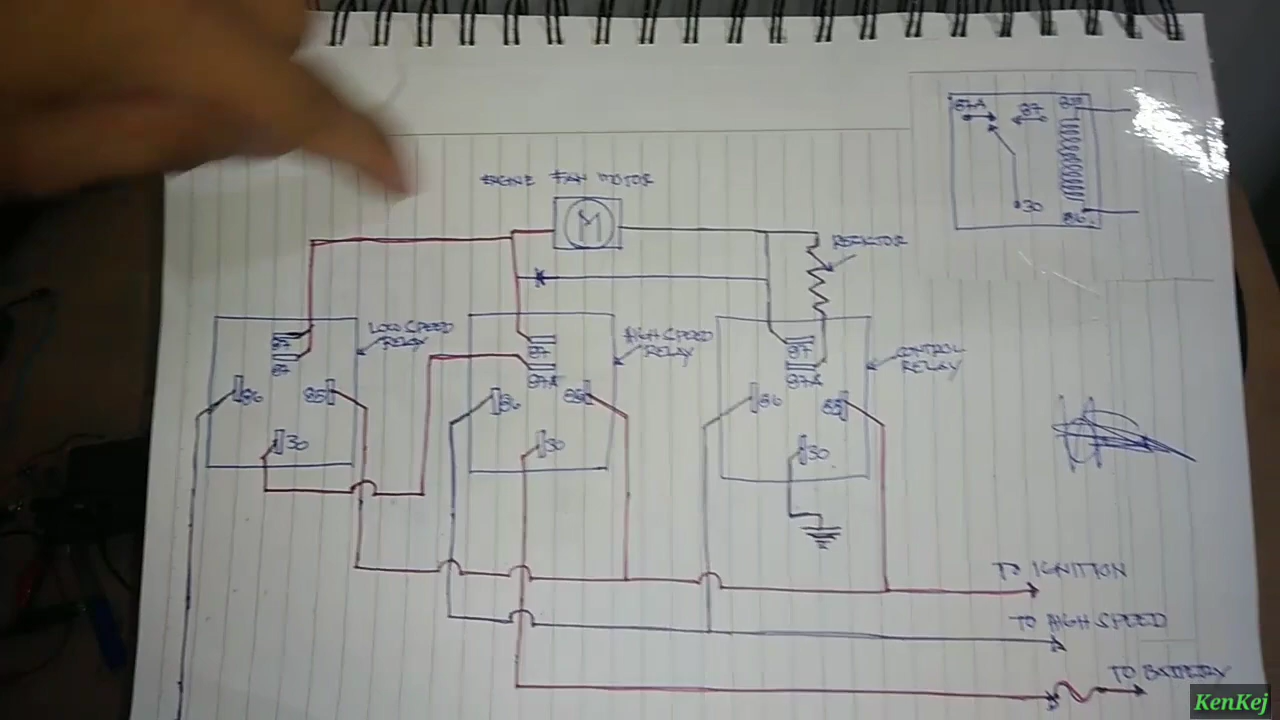 87A 87 85
30
86
ENGINE FAN MOTOR
M
RESISTOR
LOW SPEED
RELAY
87
87
86 85
30
HIGH SPEED
RELAY
87
87A
86 85
30
CONTROL
RELAY
87
87A
86 85
30
TO IGNITION
TO HIGH SPEED
TO BATTERY
KenKej